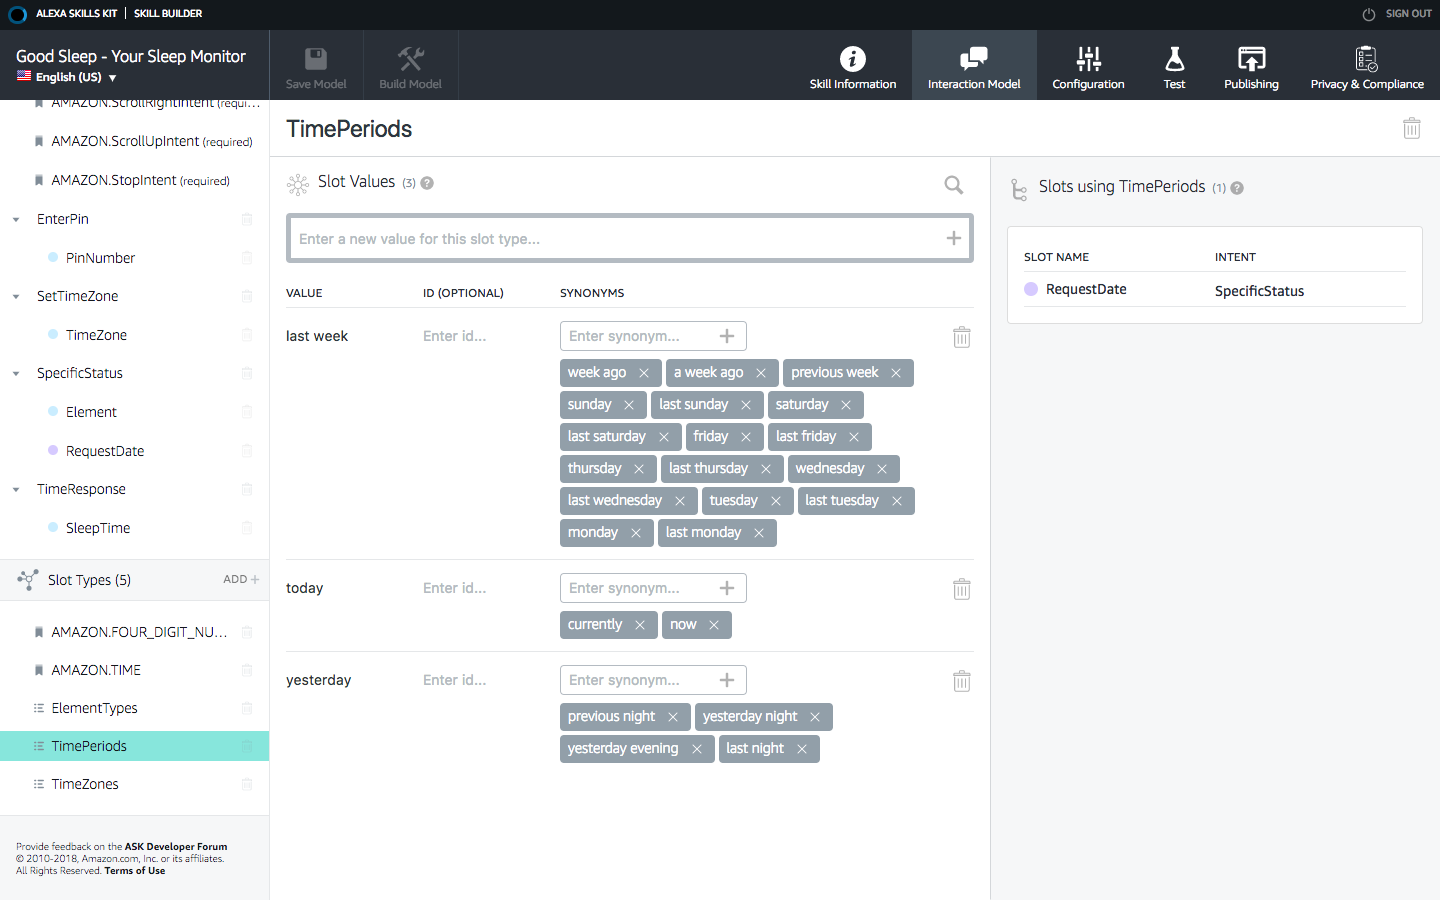 ALEXA SKILLS KIT | SKILL BUILDER
SIGN OUT
Good Sleep - Your Sleep Monitor
English (US) ▼
Save Model
Build Model
Skill Information
Interaction Model
Configuration
Test
Publishing
Privacy & Compliance
AMAZON.ScrollRightIntent (requi...
AMAZON.ScrollUpIntent (required)
AMAZON.StopIntent (required)
EnterPin
PinNumber
SetTimeZone
TimeZone
SpecificStatus
Element
RequestDate
TimeResponse
SleepTime
Slot Types (5)
ADD +
AMAZON.FOUR_DIGIT_NU...
AMAZON.TIME
ElementTypes
TimePeriods
TimeZones
Provide feedback on the ASK Developer Forum
© 2010-2018, Amazon.com, Inc. or its affiliates.
All Rights Reserved. Terms of Use
TimePeriods
Slot Values (3) ?
Enter a new value for this slot type... +
VALUE ID (OPTIONAL) SYNONYMS
last week Enter id... Enter synonym... +
week ago × a week ago × previous week ×
sunday × last sunday × saturday ×
last saturday × friday × last friday ×
thursday × last thursday × wednesday ×
last wednesday × tuesday × last tuesday ×
monday × last monday ×
today Enter id... Enter synonym... +
currently × now ×
yesterday Enter id... Enter synonym... +
previous night × yesterday night ×
yesterday evening × last night ×
Slots using TimePeriods (1) ?
SLOT NAME INTENT
RequestDate SpecificStatus